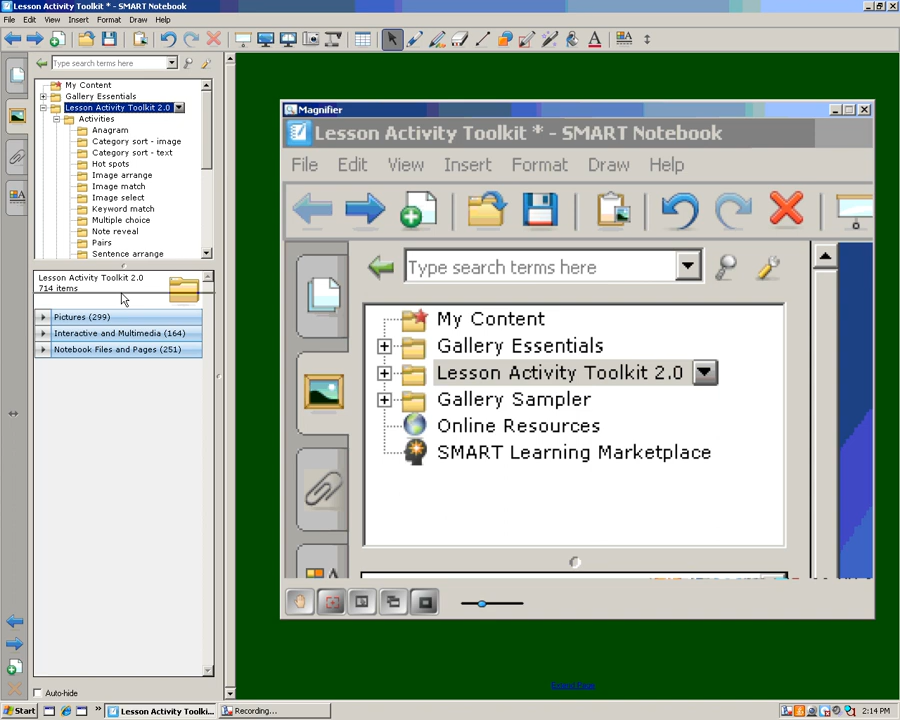 Lesson Activity Toolkit * - SMART Notebook
File Edit View Insert Format Draw Help
Type search terms here
My Content
Gallery Essentials
Lesson Activity Toolkit 2.0
Activities
Anagram
Category sort - image
Category sort - text
Hot spots
Image arrange
Image match
Image select
Keyword match
Multiple choice
Note reveal
Pairs
Sentence arrange
Lesson Activity Toolkit 2.0
714 items
Pictures (299)
Interactive and Multimedia (164)
Notebook Files and Pages (251)
Auto-hide
Magnifier
Lesson Activity Toolkit * - SMART Notebook
File Edit View Insert Format Draw Help
Type search terms here
My Content
Gallery Essentials
Lesson Activity Toolkit 2.0
Gallery Sampler
Online Resources
SMART Learning Marketplace
Start
Lesson Activity Toolki...
Recording...
2:14 PM